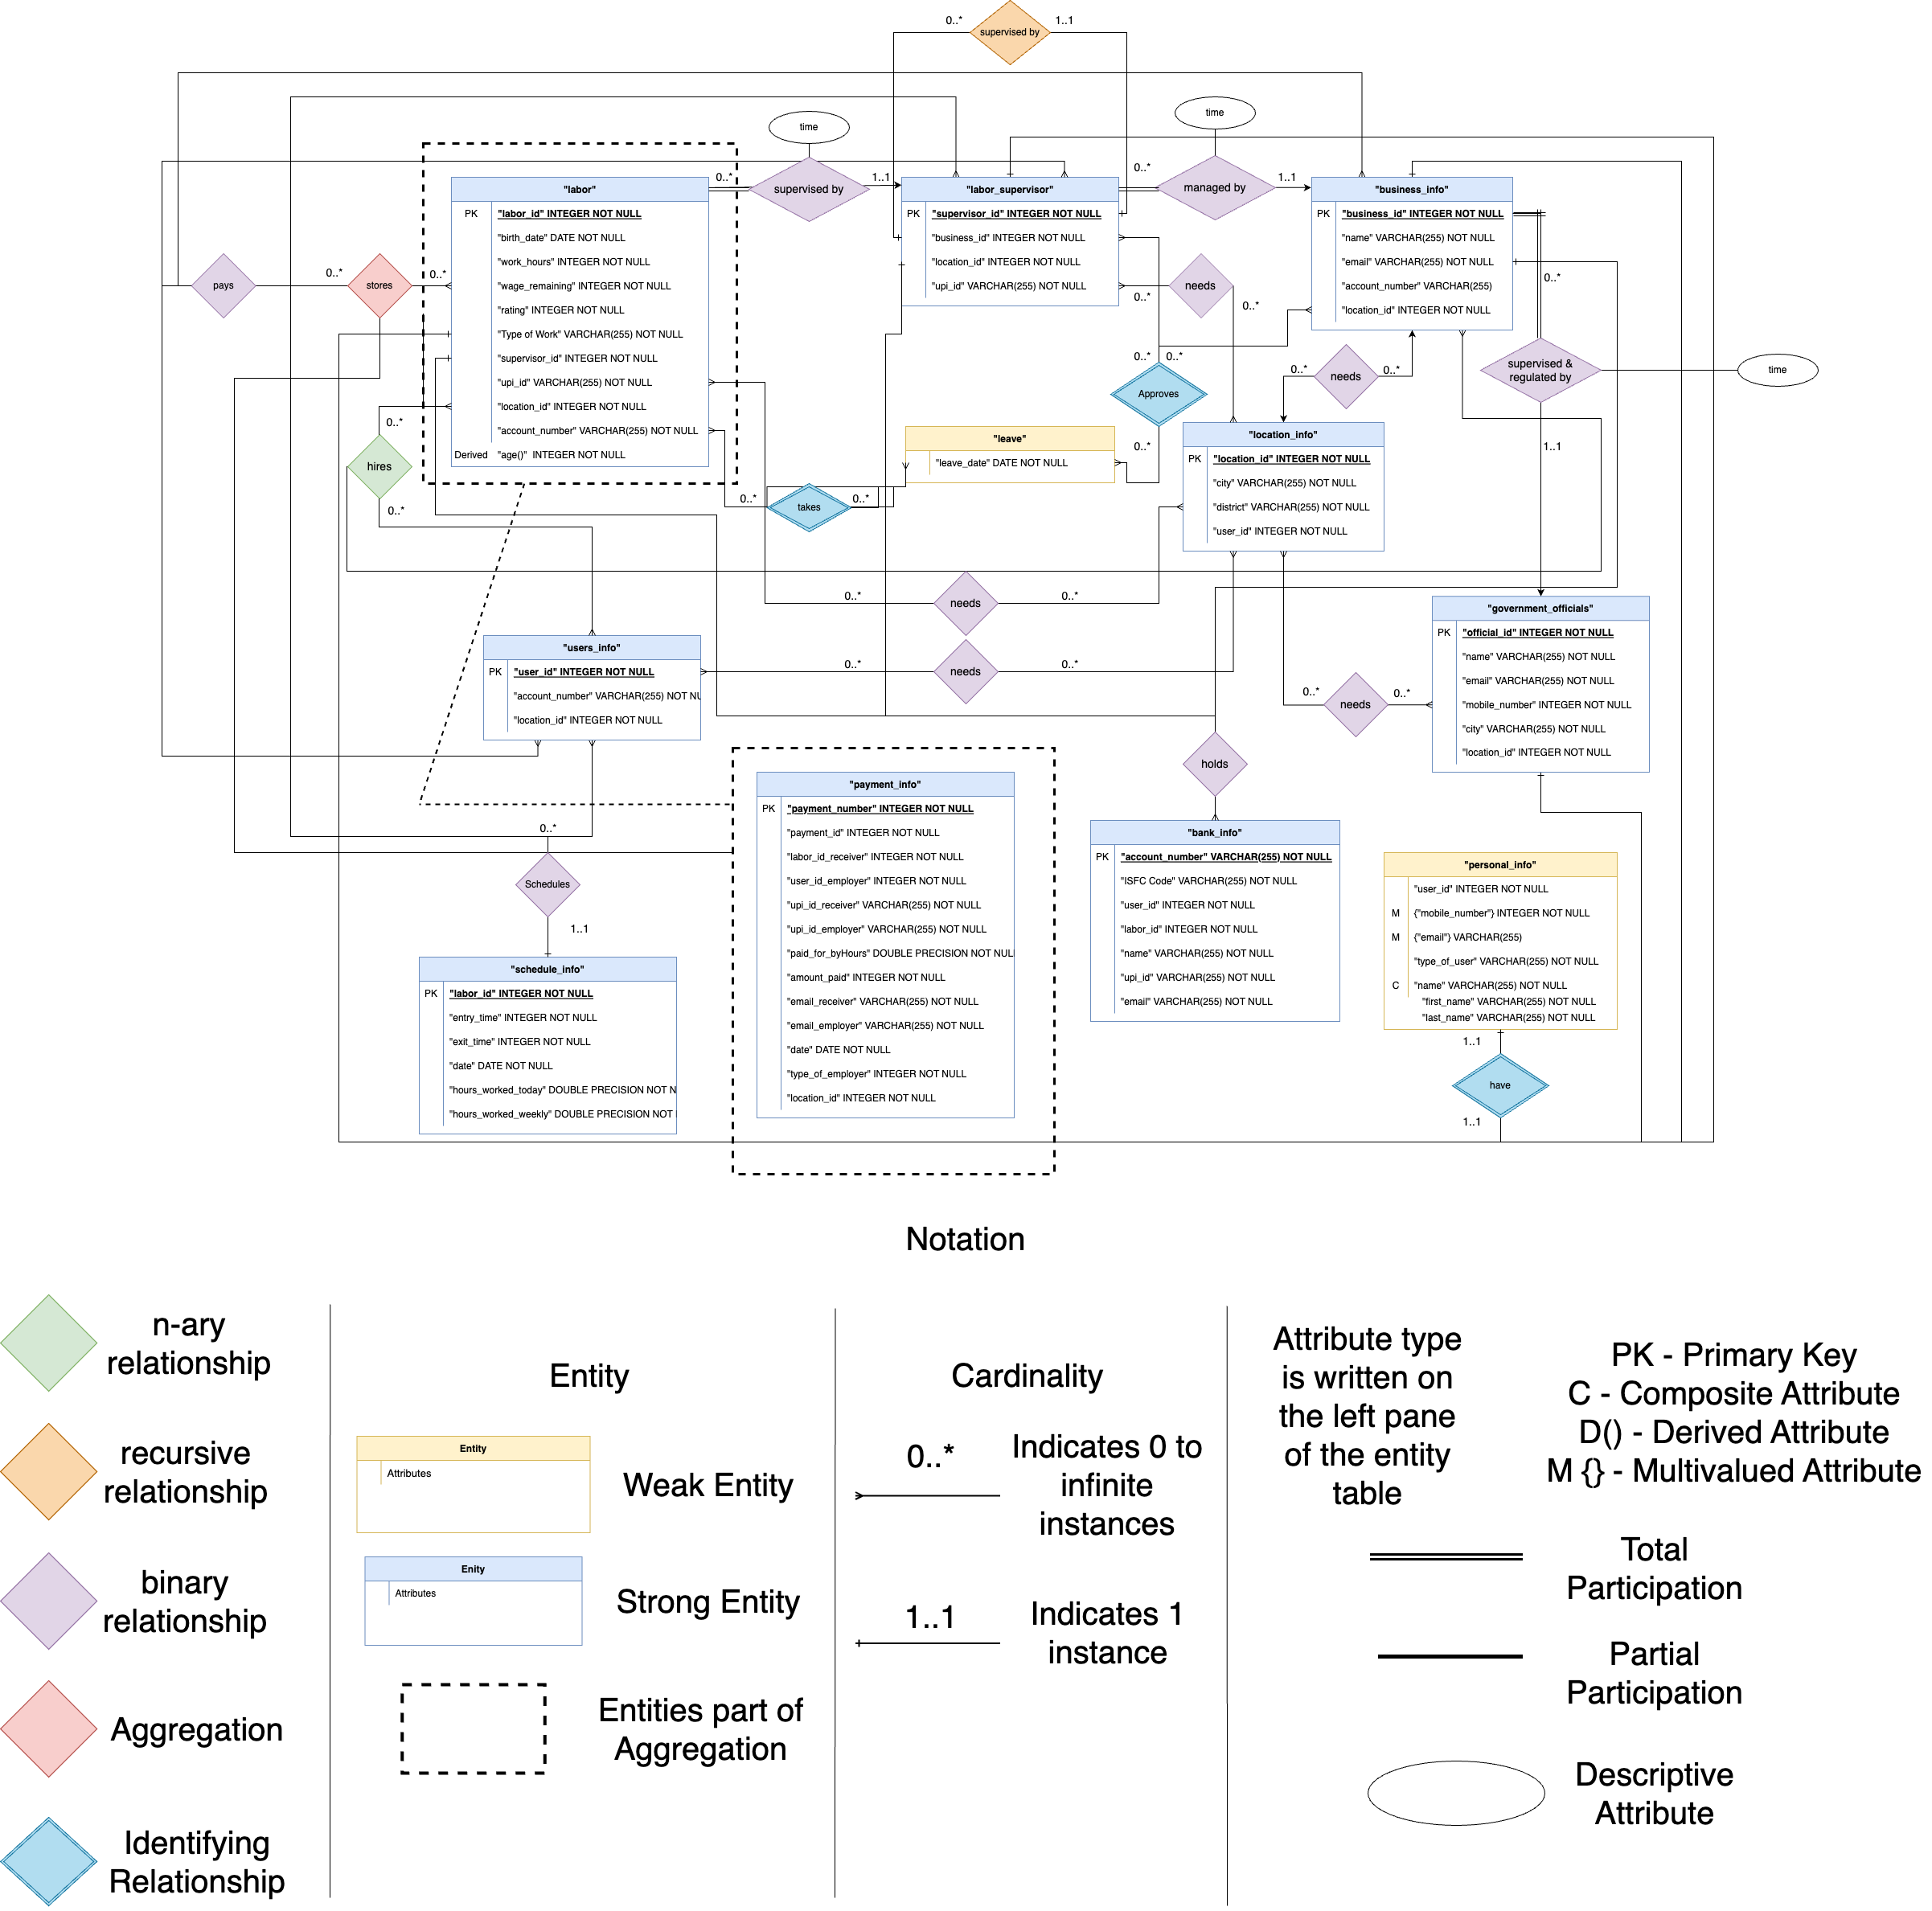 0..*
supervised by
1..1
time
time
0..*
supervised by
1..1
0..*
managed by
1..1
"labor"
PK "labor_id" INTEGER NOT NULL
"birth_date" DATE NOT NULL
"work_hours" INTEGER NOT NULL
"wage_remaining" INTEGER NOT NULL
"rating" INTEGER NOT NULL
"Type of Work" VARCHAR(255) NOT NULL
"supervisor_id" INTEGER NOT NULL
"upi_id" VARCHAR(255) NOT NULL
"location_id" INTEGER NOT NULL
"account_number" VARCHAR(255) NOT NULL
Derived "age()" INTEGER NOT NULL
"labor_supervisor"
PK "supervisor_id" INTEGER NOT NULL
"business_id" INTEGER NOT NULL
"location_id" INTEGER NOT NULL
"upi_id" VARCHAR(255) NOT NULL
"business_info"
PK "business_id" INTEGER NOT NULL
"name" VARCHAR(255) NOT NULL
"email" VARCHAR(255) NOT NULL
"account_number" VARCHAR(255)
"location_id" INTEGER NOT NULL
pays
0..*
stores
0..*
needs
0..*
0..*
0..*
0..*
0..*
Approves
0..*
0..*
needs
0..*
0..*
supervised &
regulated by
time
1..1
0..*
hires
0..*
"leave"
"leave_date" DATE NOT NULL
0..*
takes
0..*
"location_info"
PK "location_id" INTEGER NOT NULL
"city" VARCHAR(255) NOT NULL
"district" VARCHAR(255) NOT NULL
"user_id" INTEGER NOT NULL
0..*
needs
0..*
0..*
needs
0..*
"users_info"
PK "user_id" INTEGER NOT NULL
"account_number" VARCHAR(255) NOT NU
"location_id" INTEGER NOT NULL
0..*
needs
0..*
"government_officials"
PK "official_id" INTEGER NOT NULL
"name" VARCHAR(255) NOT NULL
"email" VARCHAR(255) NOT NULL
"mobile_number" INTEGER NOT NULL
"city" VARCHAR(255) NOT NULL
"location_id" INTEGER NOT NULL
holds
0..*
Schedules
1..1
"schedule_info"
PK "labor_id" INTEGER NOT NULL
"entry_time" INTEGER NOT NULL
"exit_time" INTEGER NOT NULL
"date" DATE NOT NULL
"hours_worked_today" DOUBLE PRECISION NOT N
"hours_worked_weekly" DOUBLE PRECISION NOT
"payment_info"
PK "payment_number" INTEGER NOT NULL
"payment_id" INTEGER NOT NULL
"labor_id_receiver" INTEGER NOT NULL
"user_id_employer" INTEGER NOT NULL
"upi_id_receiver" VARCHAR(255) NOT NULL
"upi_id_employer" VARCHAR(255) NOT NULL
"paid_for_byHours" DOUBLE PRECISION NOT NUL
"amount_paid" INTEGER NOT NULL
"email_receiver" VARCHAR(255) NOT NULL
"email_employer" VARCHAR(255) NOT NULL
"date" DATE NOT NULL
"type_of_employer" INTEGER NOT NULL
"location_id" INTEGER NOT NULL
"bank_info"
PK "account_number" VARCHAR(255) NOT NULL
"ISFC Code" VARCHAR(255) NOT NULL
"user_id" INTEGER NOT NULL
"labor_id" INTEGER NOT NULL
"name" VARCHAR(255) NOT NULL
"upi_id" VARCHAR(255) NOT NULL
"email" VARCHAR(255) NOT NULL
"personal_info"
"user_id" INTEGER NOT NULL
M {"mobile_number"} INTEGER NOT NULL
M {"email"} VARCHAR(255)
"type_of_user" VARCHAR(255) NOT NULL
C "name" VARCHAR(255) NOT NULL
"first_name" VARCHAR(255) NOT NULL
"last_name" VARCHAR(255) NOT NULL
1..1
have
1..1
Notation
n-ary
relationship
recursive
relationship
binary
relationship
Aggregation
Identifying
Relationship
Entity
Entity
Attributes
Weak Entity
Enity
Attributes
Strong Entity
Entities part of
Aggregation
Cardinality
0..*
Indicates 0 to
infinite
instances
1..1
Indicates 1
instance
Attribute type
is written on
the left pane
of the entity
table
PK - Primary Key
C - Composite Attribute
D() - Derived Attribute
M {} - Multivalued Attribute
Total
Participation
Partial
Participation
Descriptive
Attribute